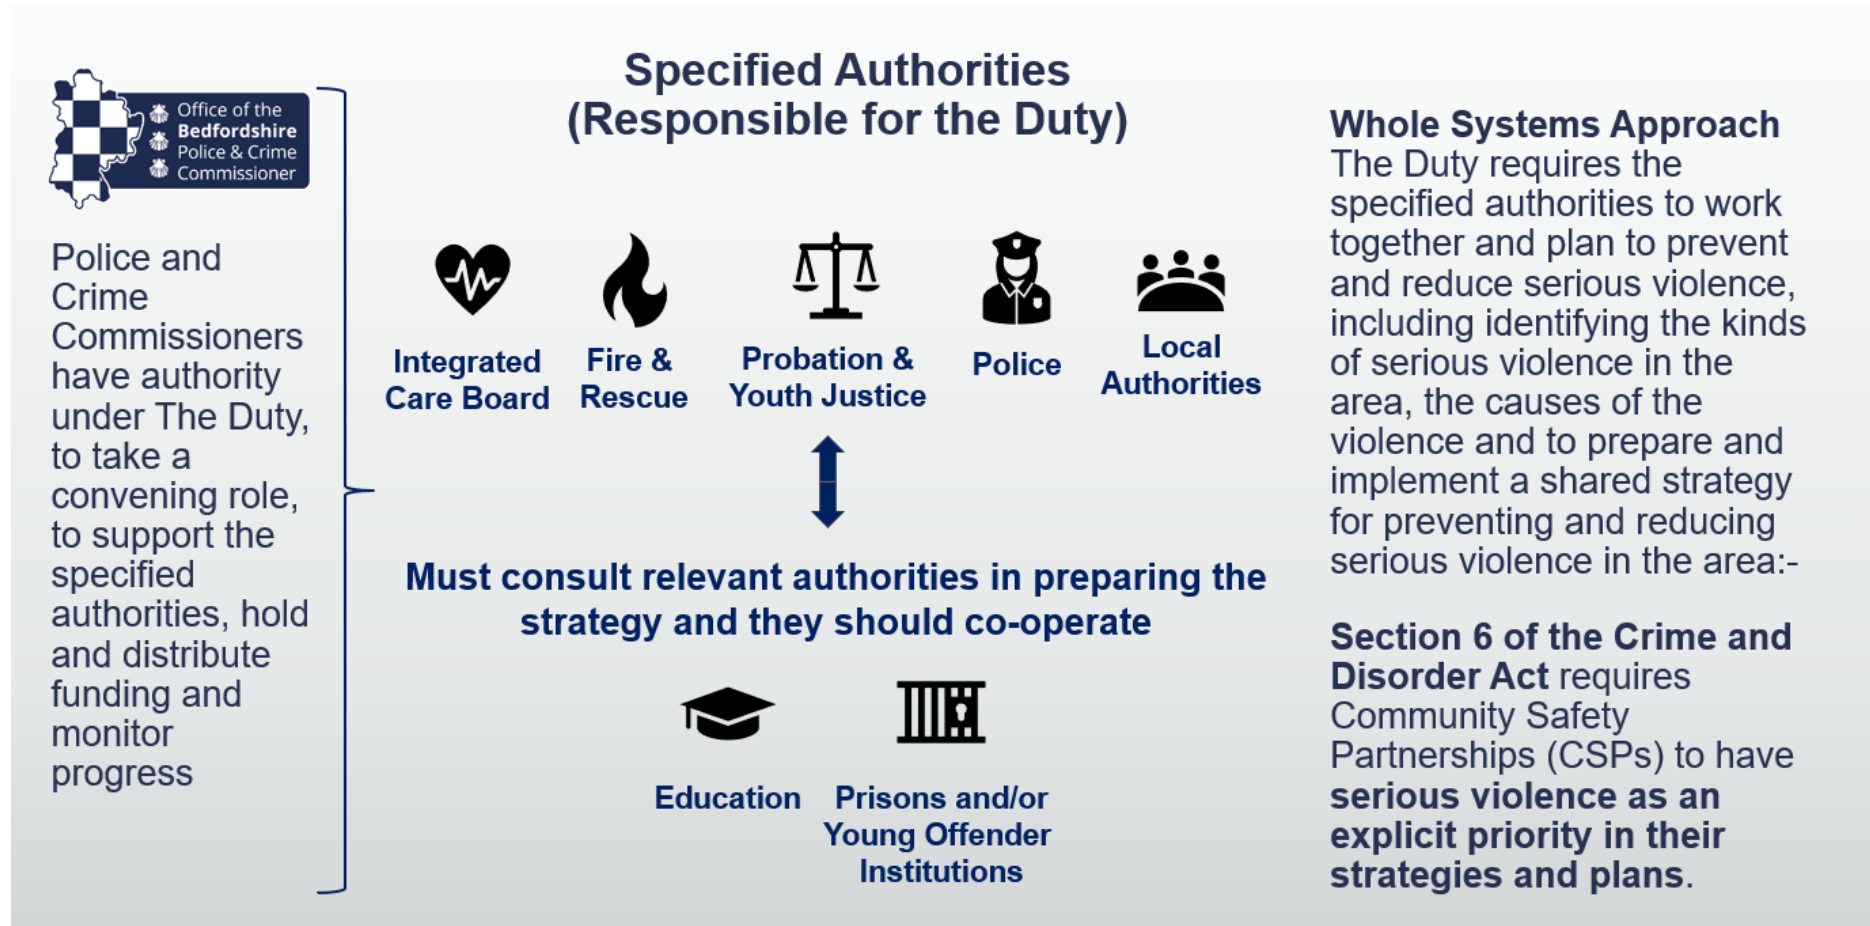 Office of the
Bedfordshire
Police & Crime
Commissioner
Police and
Crime
Commissioners
have authority
under The Duty,
to take a
convening role,
to support the
specified
authorities, hold
and distribute
funding and
monitor
progress
Specified Authorities
(Responsible for the Duty)
Integrated
Care Board
Fire &
Rescue
Probation &
Youth Justice
Police
Local
Authorities
Must consult relevant authorities in preparing the
strategy and they should co-operate
Education
Prisons and/or
Young Offender
Institutions
Whole Systems Approach
The Duty requires the
specified authorities to work
together and plan to prevent
and reduce serious violence,
including identifying the kinds
of serious violence in the
area, the causes of the
violence and to prepare and
implement a shared strategy
for preventing and reducing
serious violence in the area:-
Section 6 of the Crime and
Disorder Act requires
Community Safety
Partnerships (CSPs) to have
serious violence as an
explicit priority in their
strategies and plans.